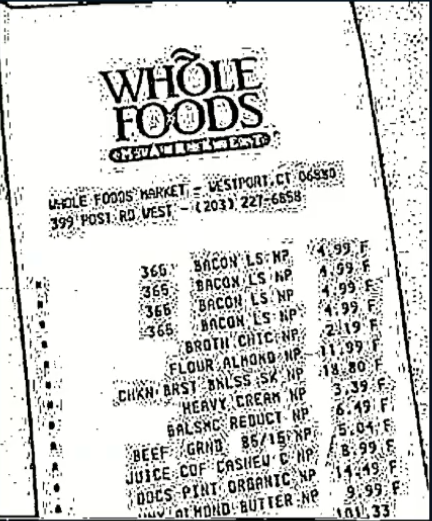 WHOLE
FOODS
MARKET
WHOLE FOODS MARKET - WESTPORT,CT 06880
399 POST RD WEST - (203) 227-6858
365 BACON LS NP 4.99 F
365 BACON LS NP 4.99 F
365 BACON LS NP 4.99 F
365 BACON LS NP 4.99 F
BROTH CHIC NP 2.19 F
FLOUR ALMOND NP 11.99 F
CHKN BRST BNLSS SK NP 18.80 F
HEAVY CREAM NP 3.39 F
BALSMC REDUCT NP 6.49 F
BEEF GRND 85/15 NP 5.04 F
JUICE COF CASHEW C NP 8.99 F
DOCS PINT ORGANIC NP 14.49 F
ALMOND BUTTER NP 9.99 F
101.33